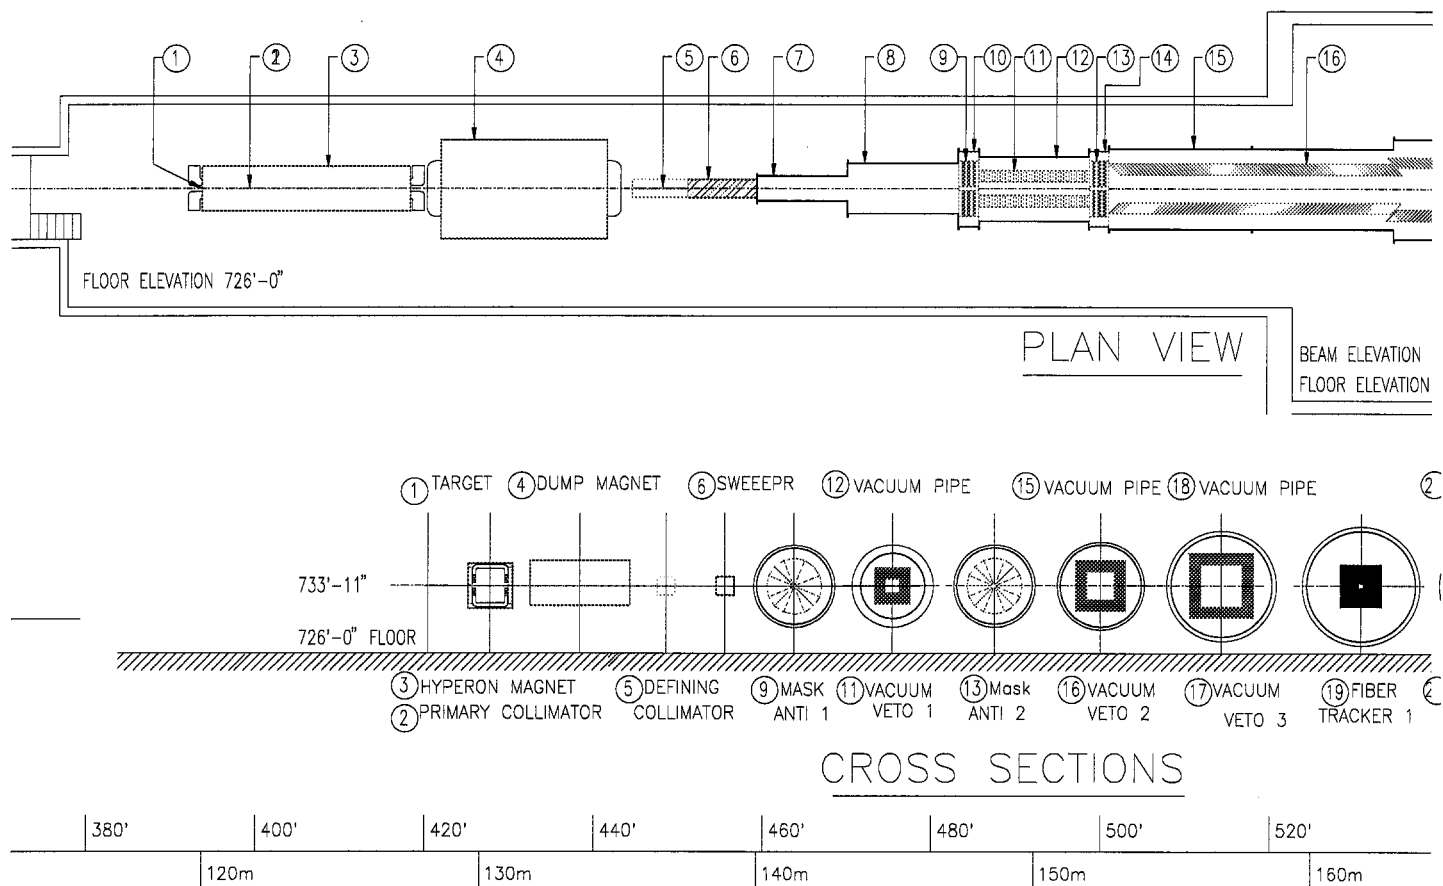 1 2 3 4 5 6 7 8 9 10 11 12 13 14 15 16
FLOOR ELEVATION 726'-0"
PLAN VIEW
BEAM ELEVATION
FLOOR ELEVATION
1 TARGET 4 DUMP MAGNET 6 SWEEEPR 12 VACUUM PIPE 15 VACUUM PIPE 18 VACUUM PIPE
733'-11"
726'-0" FLOOR
3 HYPERON MAGNET 5 DEFINING 9 MASK 11 VACUUM 13 Mask 16 VACUUM 17 VACUUM 19 FIBER
2 PRIMARY COLLIMATOR COLLIMATOR ANTI 1 VETO 1 ANTI 2 VETO 2 VETO 3 TRACKER 1
CROSS SECTIONS
380' 400' 420' 440' 460' 480' 500' 520'
120m 130m 140m 150m 160m